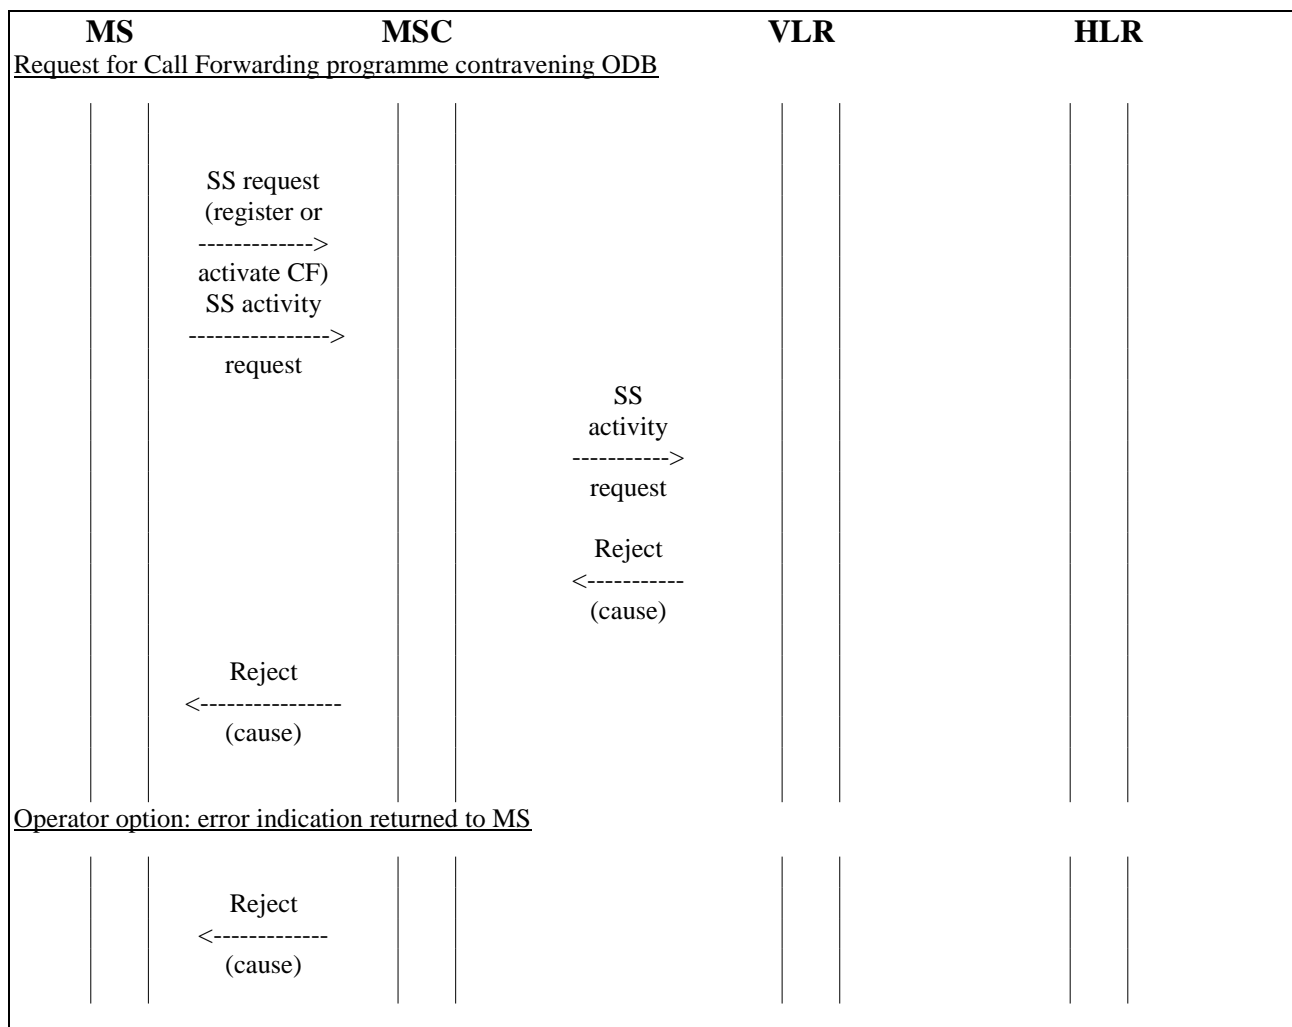 MS MSC VLR HLR
Request for Call Forwarding programme contravening ODB
SS request
(register or
------------->
activate CF)
SS activity
---------------->
request
SS
activity
----------->
request
Reject
<-----------
(cause)
Reject
<----------------
(cause)
Operator option: error indication returned to MS
Reject
<-------------
(cause)